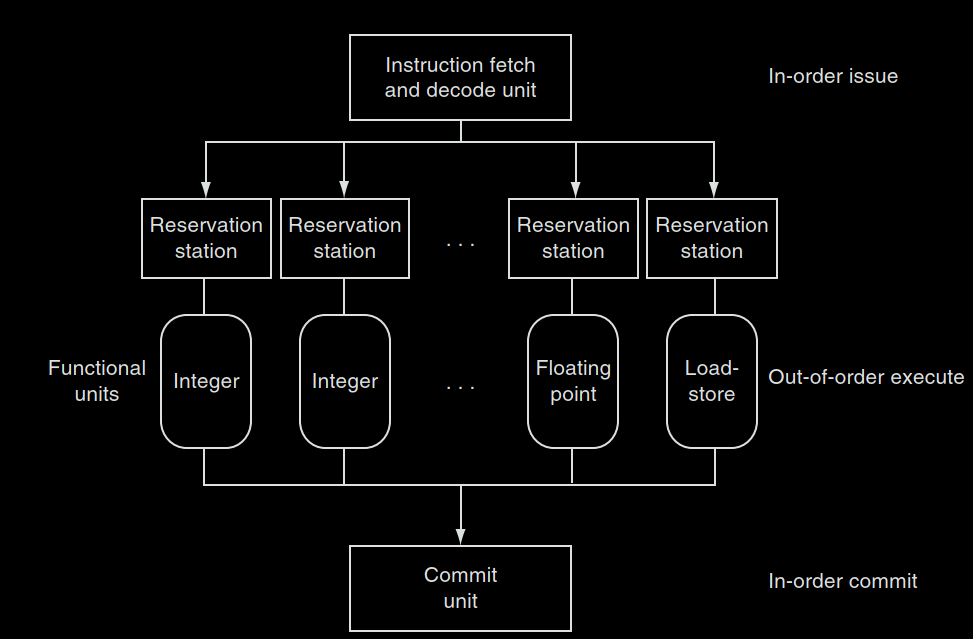 Instruction fetch
and decode unit
In-order issue
Reservation
station
Reservation
station
. . .
Reservation
station
Reservation
station
Functional
units
Integer
Integer
. . .
Floating
point
Load-
store
Out-of-order execute
Commit
unit
In-order commit